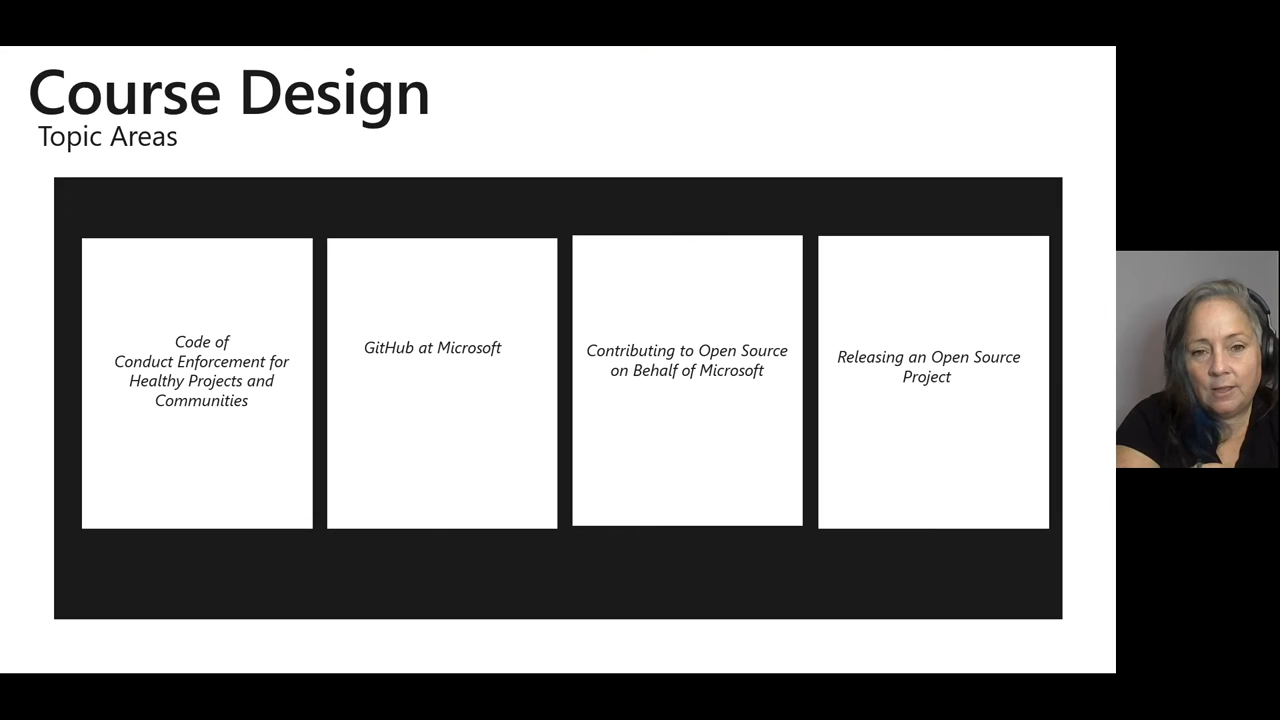 Course Design
Topic Areas
Code of
Conduct Enforcement for
Healthy Projects and
Communities
GitHub at Microsoft
Contributing to Open Source
on Behalf of Microsoft
Releasing an Open Source
Project